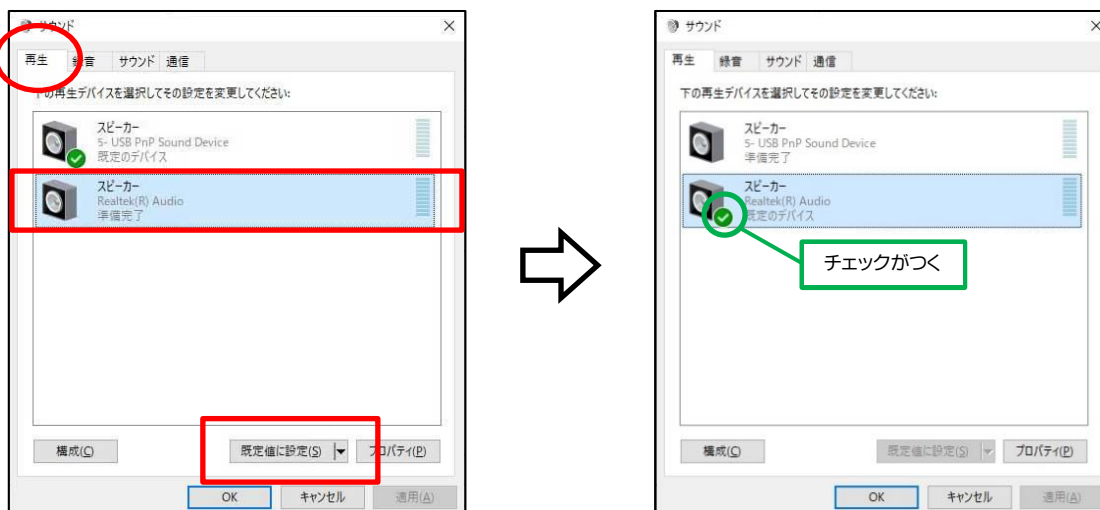 サウンド
再生 録音 サウンド 通信
下の再生デバイスを選択してその設定を変更してください:
スピーカー
5- USB PnP Sound Device
既定のデバイス
スピーカー
Realtek(R) Audio
準備完了
構成(C) 既定値に設定(S) プロパティ(P)
OK キャンセル 適用(A)
サウンド
再生 録音 サウンド 通信
下の再生デバイスを選択してその設定を変更してください:
スピーカー
5- USB PnP Sound Device
準備完了
スピーカー
Realtek(R) Audio
既定のデバイス
チェックがつく
構成(C) 既定値に設定(S) プロパティ(P)
OK キャンセル 適用(A)